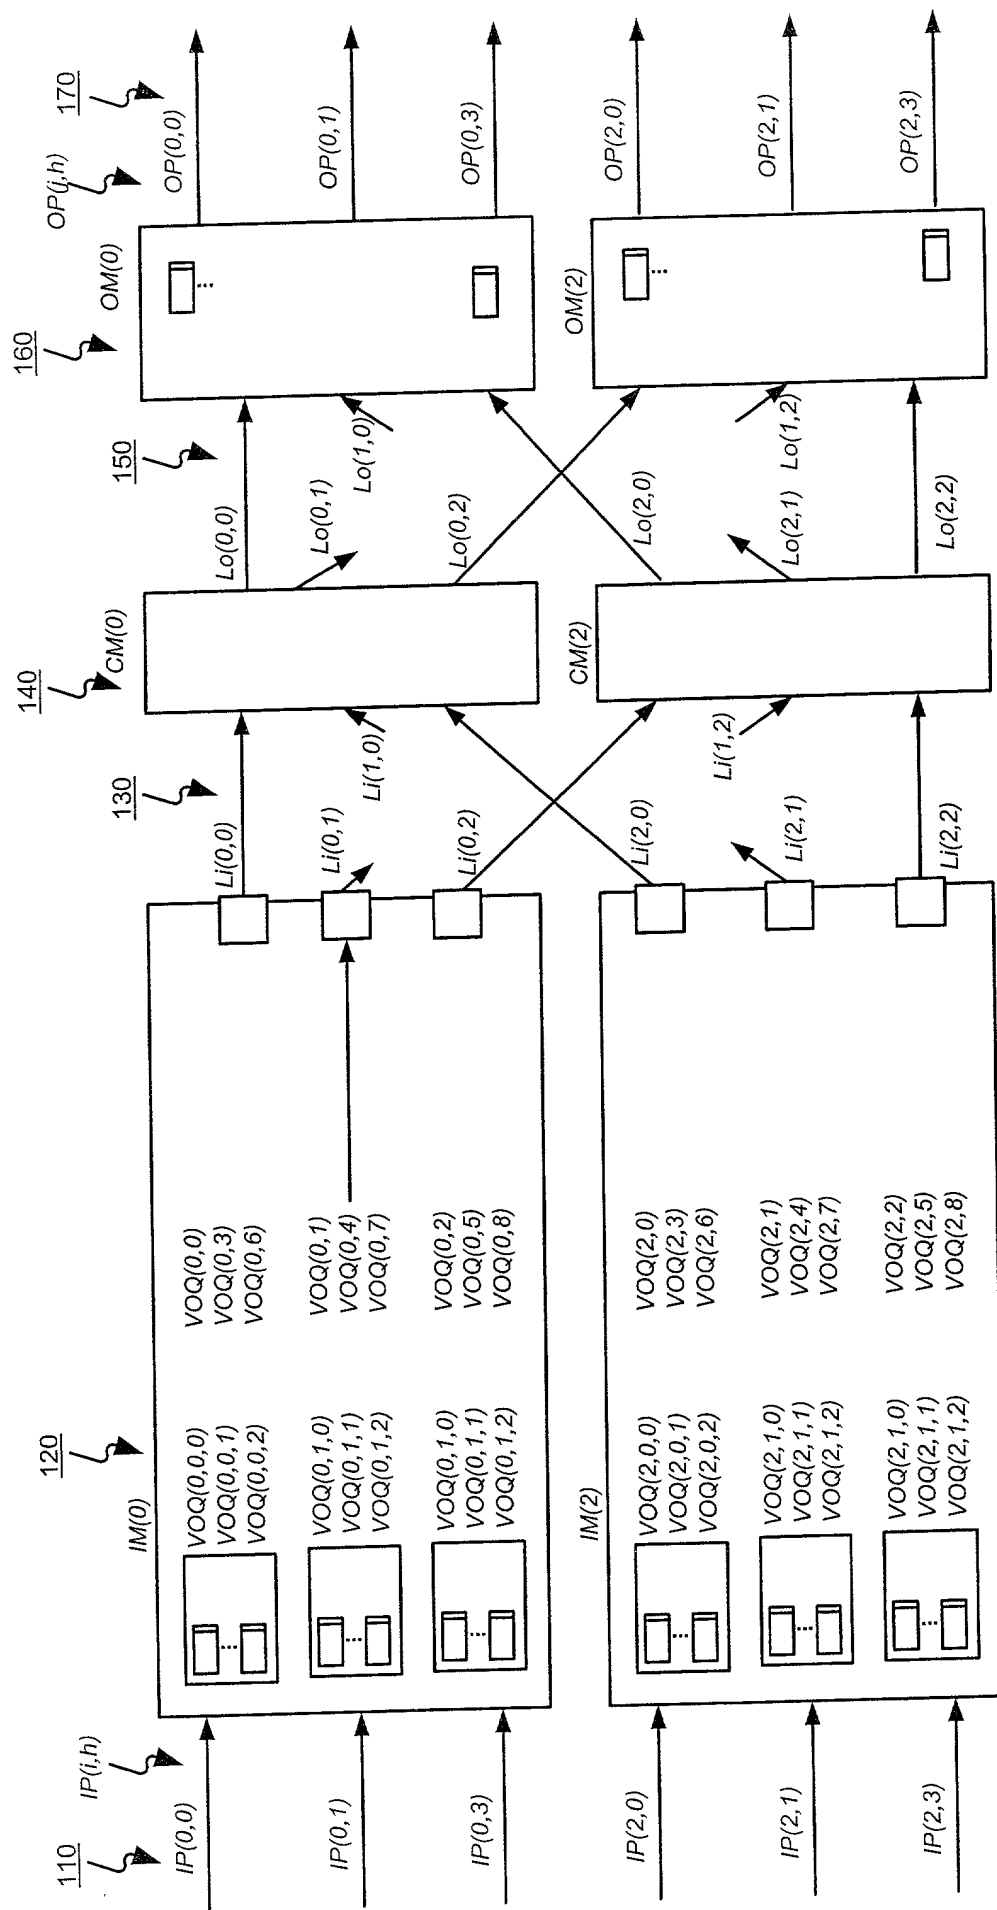 110
IP(i,h)
IP(0,0)
IP(0,1)
IP(0,3)
IP(2,0)
IP(2,1)
IP(2,3)
120
IM(0)
VOQ(0,0,0)
VOQ(0,0,1)
VOQ(0,0,2)
VOQ(0,1,0)
VOQ(0,1,1)
VOQ(0,1,2)
VOQ(0,1,0)
VOQ(0,1,1)
VOQ(0,1,2)
VOQ(0,0)
VOQ(0,3)
VOQ(0,6)
VOQ(0,1)
VOQ(0,4)
VOQ(0,7)
VOQ(0,2)
VOQ(0,5)
VOQ(0,8)
IM(2)
VOQ(2,0,0)
VOQ(2,0,1)
VOQ(2,0,2)
VOQ(2,1,0)
VOQ(2,1,1)
VOQ(2,1,2)
VOQ(2,1,0)
VOQ(2,1,1)
VOQ(2,1,2)
VOQ(2,0)
VOQ(2,3)
VOQ(2,6)
VOQ(2,1)
VOQ(2,4)
VOQ(2,7)
VOQ(2,2)
VOQ(2,5)
VOQ(2,8)
130
Li(0,0)
Li(0,1)
Li(0,2)
Li(1,0)
Li(2,0)
Li(2,1)
Li(2,2)
Li(1,2)
140
CM(0)
CM(2)
150
Lo(0,0)
Lo(0,1)
Lo(0,2)
Lo(1,0)
Lo(2,0)
Lo(2,1)
Lo(2,2)
Lo(1,2)
160
OM(0)
OM(2)
170
OP(j,h)
OP(0,0)
OP(0,1)
OP(0,3)
OP(2,0)
OP(2,1)
OP(2,3)